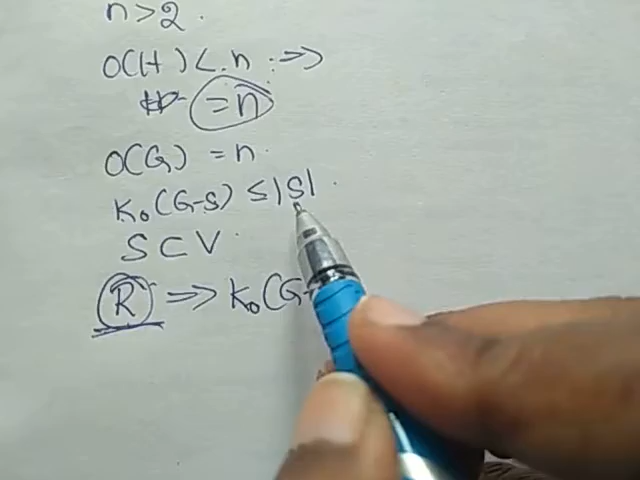 n>2.
O(H) < n :⇒
= n
O(G) = n.
K₀(G-S) ≤ |S| .
S ⊂ V .
R ⇒ K₀(G-